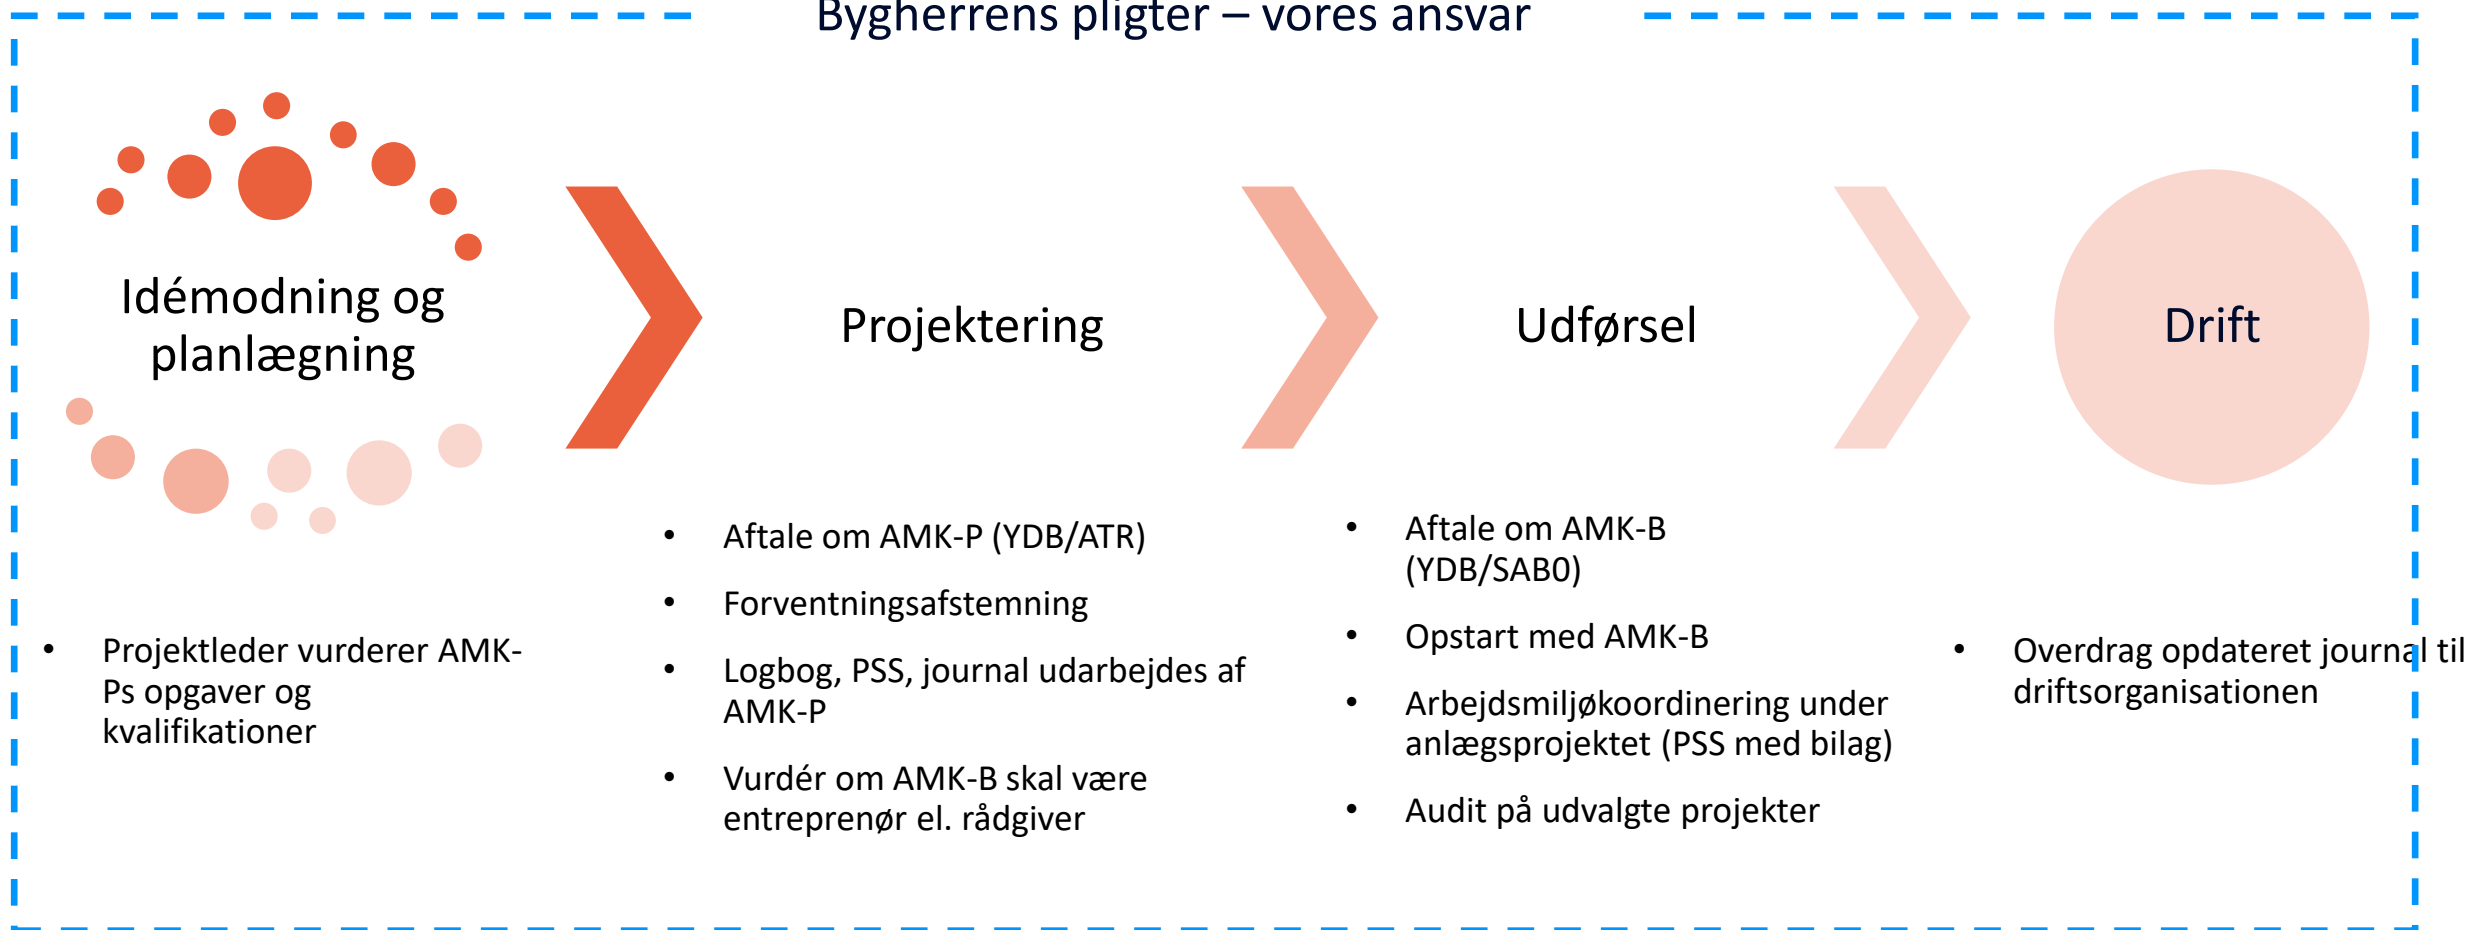 Bygherrens pligter – vores ansvar
Idémodning og
planlægning
Projektering
Udførsel
Drift
• Projektleder vurderer AMK-
Ps opgaver og
kvalifikationer
• Aftale om AMK-P (YDB/ATR)
• Forventningsafstemning
• Logbog, PSS, journal udarbejdes af
AMK-P
• Vurdér om AMK-B skal være
entreprenør el. rådgiver
• Aftale om AMK-B
(YDB/SAB0)
• Opstart med AMK-B
• Arbejdsmiljøkoordinering under
anlægsprojektet (PSS med bilag)
• Audit på udvalgte projekter
• Overdrag opdateret journal til
driftsorganisationen